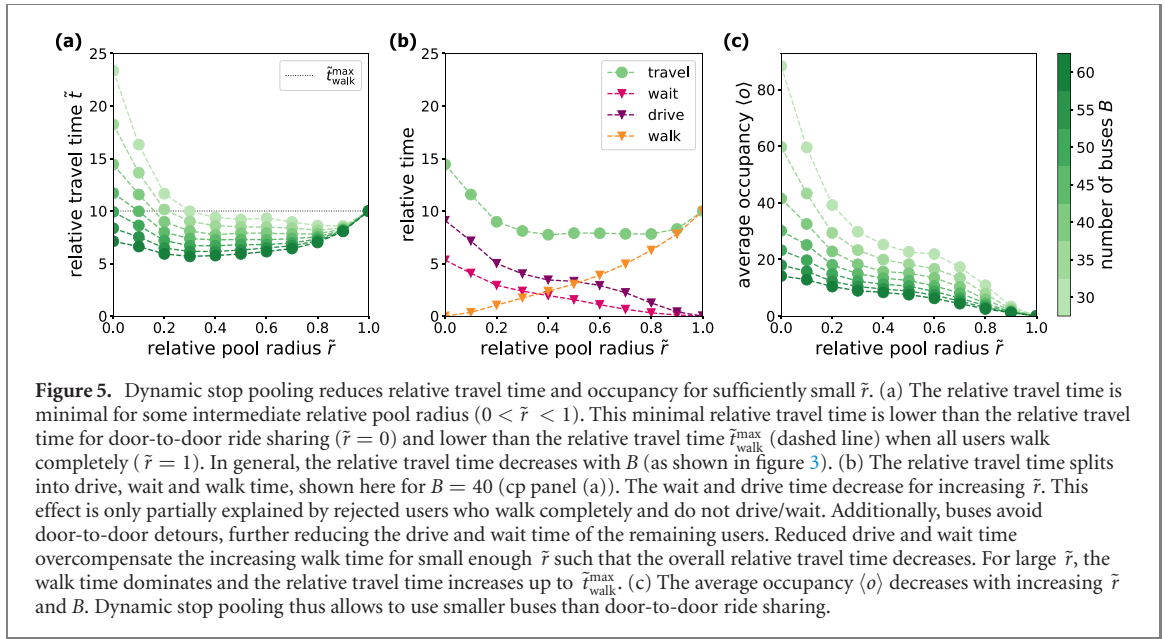 (a)
25
20
15
10
5
0
relative travel time t̃
t̃ᵐᵃˣwalk
0.0 0.2 0.4 0.6 0.8 1.0
relative pool radius r̃
(b)
25
20
15
10
5
0
relative time
travel
wait
drive
walk
0.0 0.2 0.4 0.6 0.8 1.0
relative pool radius r̃
(c)
80
60
40
20
0
average occupancy ⟨o⟩
0.0 0.2 0.4 0.6 0.8 1.0
relative pool radius r̃
60
55
50
45
40
35
30
number of buses B
Figure 5. Dynamic stop pooling reduces relative travel time and occupancy for sufficiently small r̃. (a) The relative travel time is
minimal for some intermediate relative pool radius (0 < r̃ < 1). This minimal relative travel time is lower than the relative travel
time for door-to-door ride sharing (r̃ = 0) and lower than the relative travel time t̃ᵐᵃˣwalk (dashed line) when all users walk
completely (r̃ = 1). In general, the relative travel time decreases with B (as shown in figure 3). (b) The relative travel time splits
into drive, wait and walk time, shown here for B = 40 (cp panel (a)). The wait and drive time decrease for increasing r̃. This
effect is only partially explained by rejected users who walk completely and do not drive/wait. Additionally, buses avoid
door-to-door detours, further reducing the drive and wait time of the remaining users. Reduced drive and wait time
overcompensate the increasing walk time for small enough r̃ such that the overall relative travel time decreases. For large r̃, the
walk time dominates and the relative travel time increases up to t̃ᵐᵃˣwalk. (c) The average occupancy ⟨o⟩ decreases with increasing r̃
and B. Dynamic stop pooling thus allows to use smaller buses than door-to-door ride sharing.